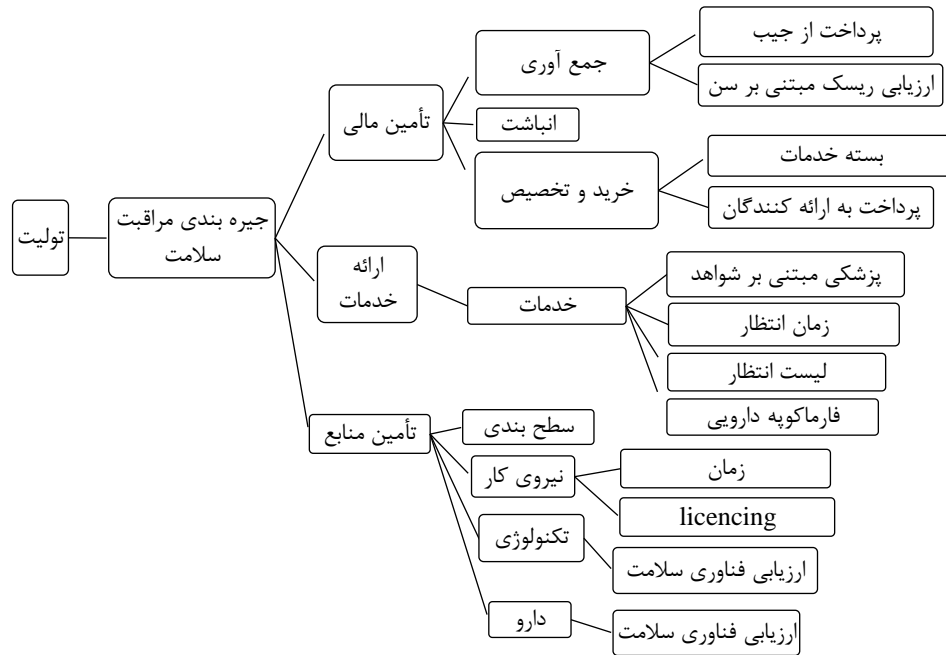 تولیت
جیره بندی مراقبت
سلامت
تأمین مالی
جمع آوری
پرداخت از جیب
ارزیابی ریسک مبتنی بر سن
انباشت
خرید و تخصیص
بسته خدمات
پرداخت به ارائه کنندگان
ارائه
خدمات
خدمات
پزشکی مبتنی بر شواهد
زمان انتظار
لیست انتظار
فارماکوپه دارویی
تأمین منابع
سطح بندی
نیروی کار
زمان
licencing
تکنولوژی
ارزیابی فناوری سلامت
دارو
ارزیابی فناوری سلامت